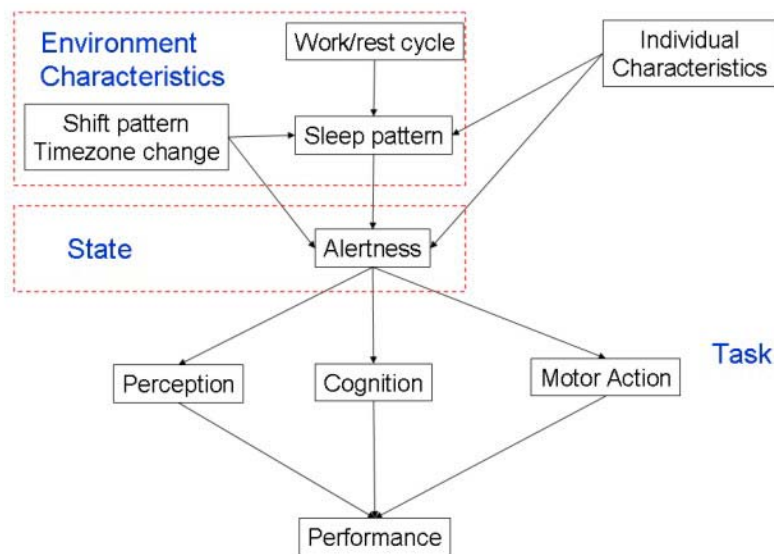 Environment
Characteristics
Work/rest cycle
Individual
Characteristics
Shift pattern
Timezone change
Sleep pattern
State
Alertness
Task
Perception
Cognition
Motor Action
Performance